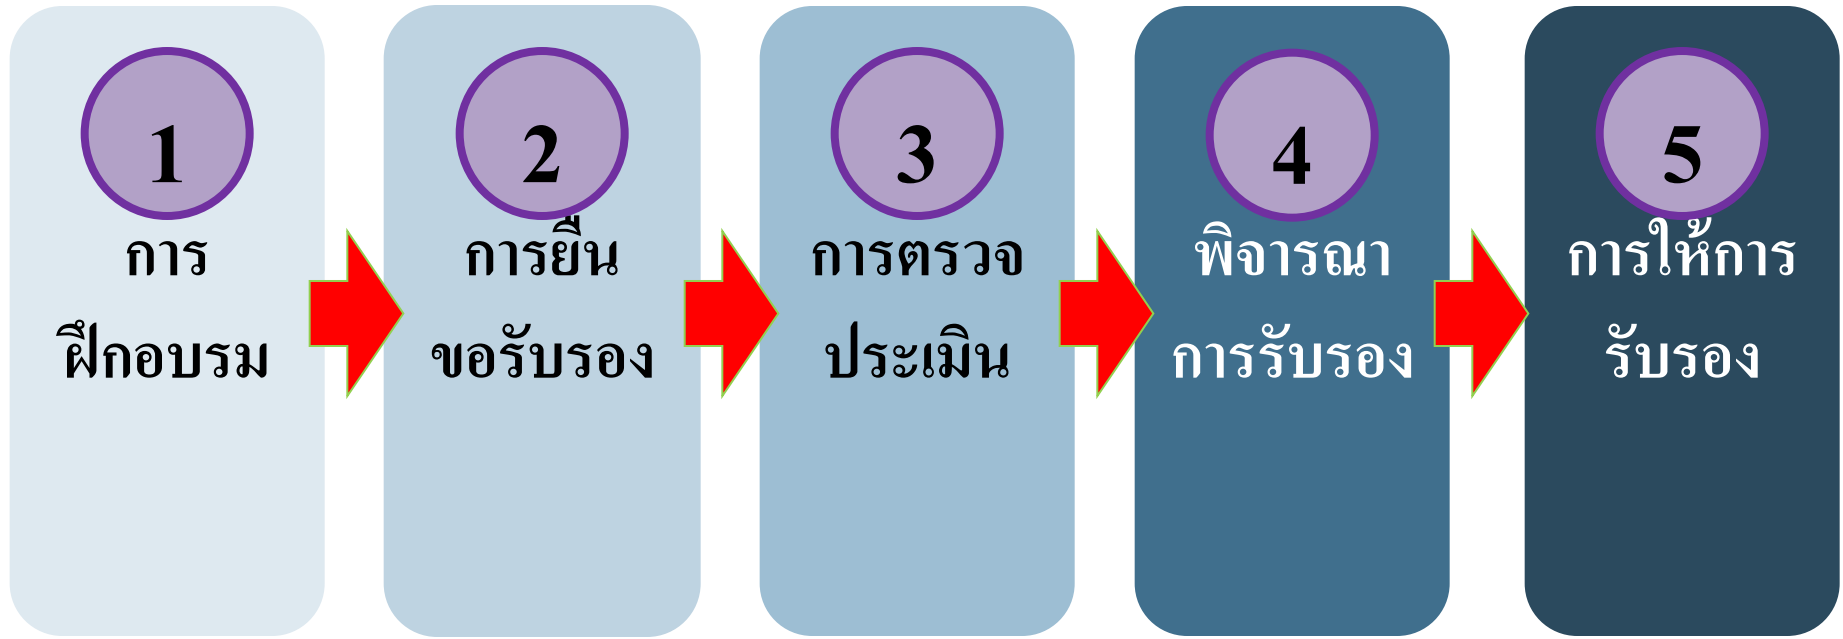 1
การ
ฝึกอบรม
2
การยื่น
ขอรับรอง
3
การตรวจ
ประเมิน
4
พิจารณา
การรับรอง
5
การให้การ
รับรอง